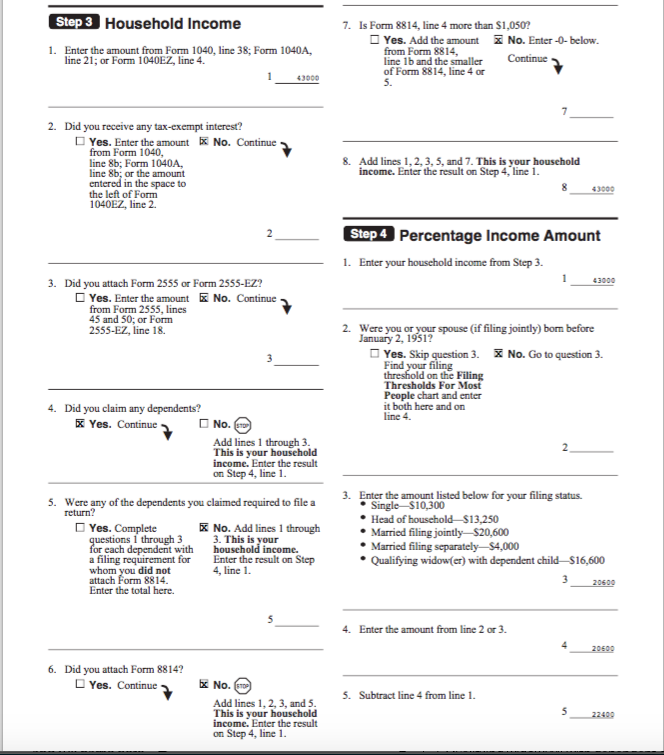 Step 3 Household Income
1. Enter the amount from Form 1040, line 38; Form 1040A,
line 21; or Form 1040EZ, line 4.
1 43000
2. Did you receive any tax-exempt interest?
☐ Yes. Enter the amount
from Form 1040,
line 8b; Form 1040A,
line 8b; or the amount
entered in the space to
the left of Form
1040EZ, line 2.
☒ No. Continue
2
3. Did you attach Form 2555 or Form 2555-EZ?
☐ Yes. Enter the amount
from Form 2555, lines
45 and 50; or Form
2555-EZ, line 18.
☒ No. Continue
3
4. Did you claim any dependents?
☒ Yes. Continue
☐ No. STOP
Add lines 1 through 3.
This is your household
income. Enter the result
on Step 4, line 1.
5. Were any of the dependents you claimed required to file a
return?
☐ Yes. Complete
questions 1 through 3
for each dependent with
a filing requirement for
whom you did not
attach Form 8814.
Enter the total here.
☒ No. Add lines 1 through
3. This is your
household income.
Enter the result on Step
4, line 1.
5
6. Did you attach Form 8814?
☐ Yes. Continue
☒ No. STOP
Add lines 1, 2, 3, and 5.
This is your household
income. Enter the result
on Step 4, line 1.
7. Is Form 8814, line 4 more than $1,050?
☐ Yes. Add the amount
from Form 8814,
line 1b and the smaller
of Form 8814, line 4 or
5.
☒ No. Enter -0- below.
Continue
7
8. Add lines 1, 2, 3, 5, and 7. This is your household
income. Enter the result on Step 4, line 1.
8 43000
Step 4 Percentage Income Amount
1. Enter your household income from Step 3.
1 43000
2. Were you or your spouse (if filing jointly) born before
January 2, 1951?
☐ Yes. Skip question 3.
Find your filing
threshold on the Filing
Thresholds For Most
People chart and enter
it both here and on
line 4.
☒ No. Go to question 3.
2
3. Enter the amount listed below for your filing status.
• Single—$10,300
• Head of household—$13,250
• Married filing jointly—$20,600
• Married filing separately—$4,000
• Qualifying widow(er) with dependent child—$16,600
3 20600
4. Enter the amount from line 2 or 3.
4 20600
5. Subtract line 4 from line 1.
5 22400